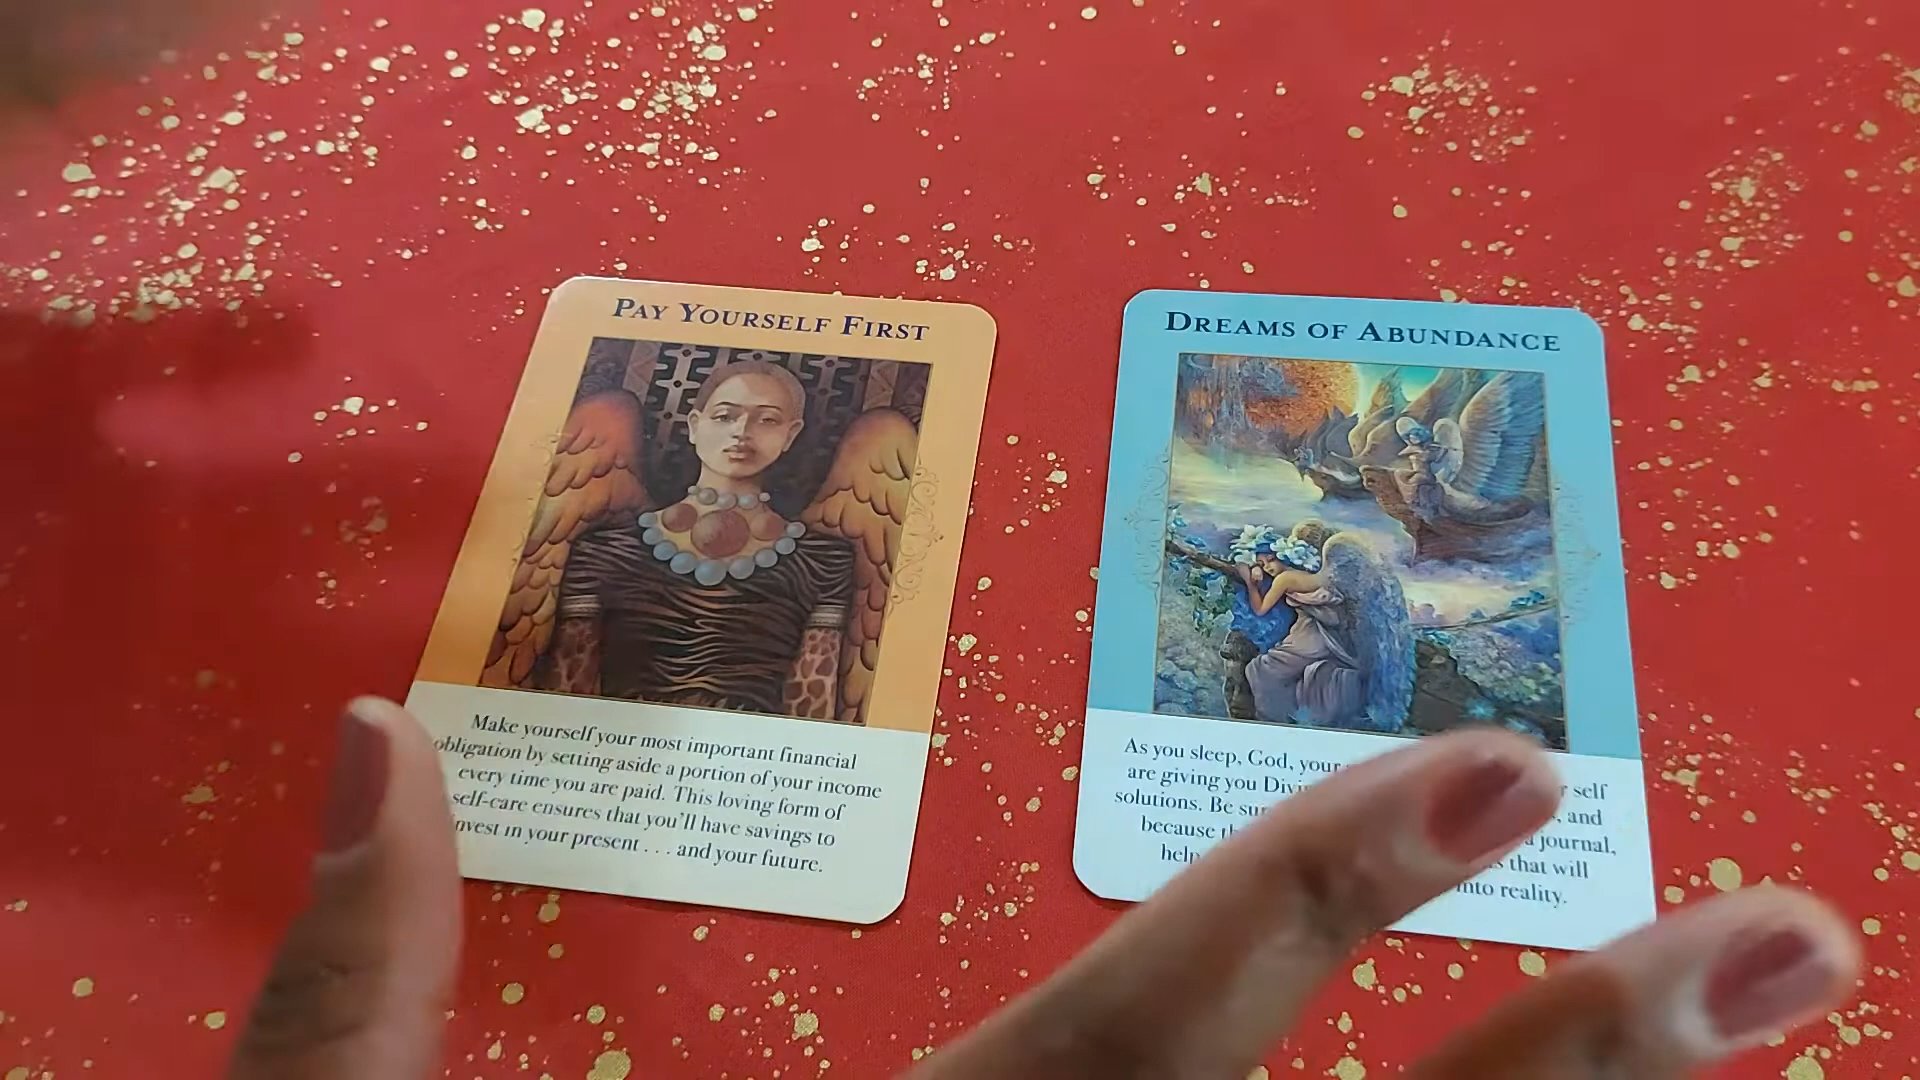 PAY YOURSELF FIRST
Make yourself your most important financial
obligation by setting aside a portion of your income
every time you are paid. This loving form of
self-care ensures that you'll have savings to
invest in your present . . . and your future.
DREAMS OF ABUNDANCE
As you sleep, God, your self
are giving you and
solutions. Be journal,
because that will
help into reality.